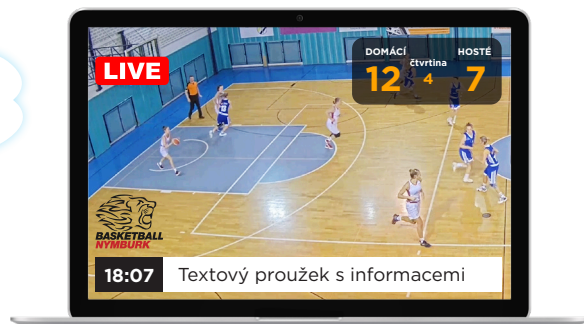 LIVE
DOMÁCÍ
HOSTÉ
čtvrtina
12
4
7
BASKETBALL
NYMBURK
18:07
Textový proužek s informacemi